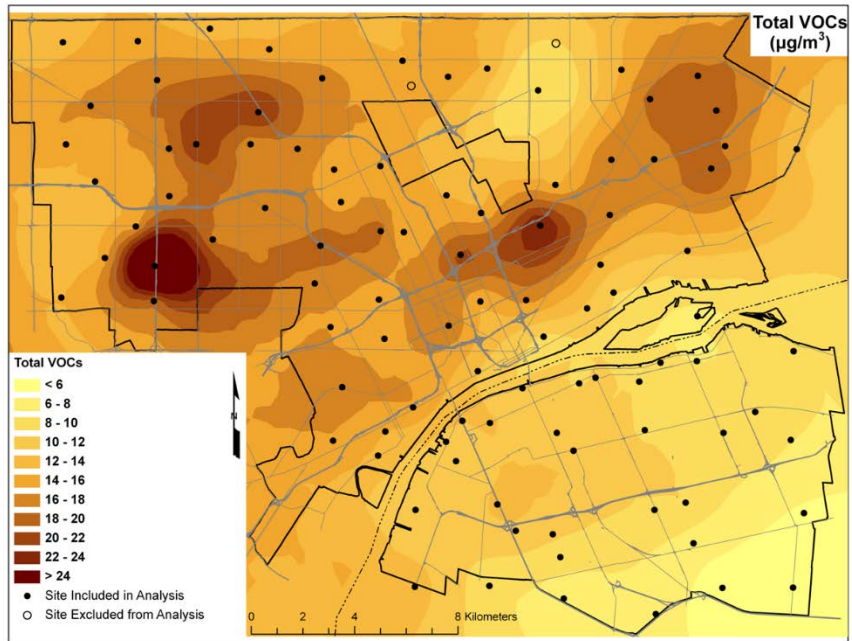 Total VOCs
(µg/m³)
Total VOCs
< 6
6 - 8
8 - 10
10 - 12
12 - 14
14 - 16
16 - 18
18 - 20
20 - 22
22 - 24
> 24
Site Included in Analysis
Site Excluded from Analysis
N
0 2 4 8 Kilometers